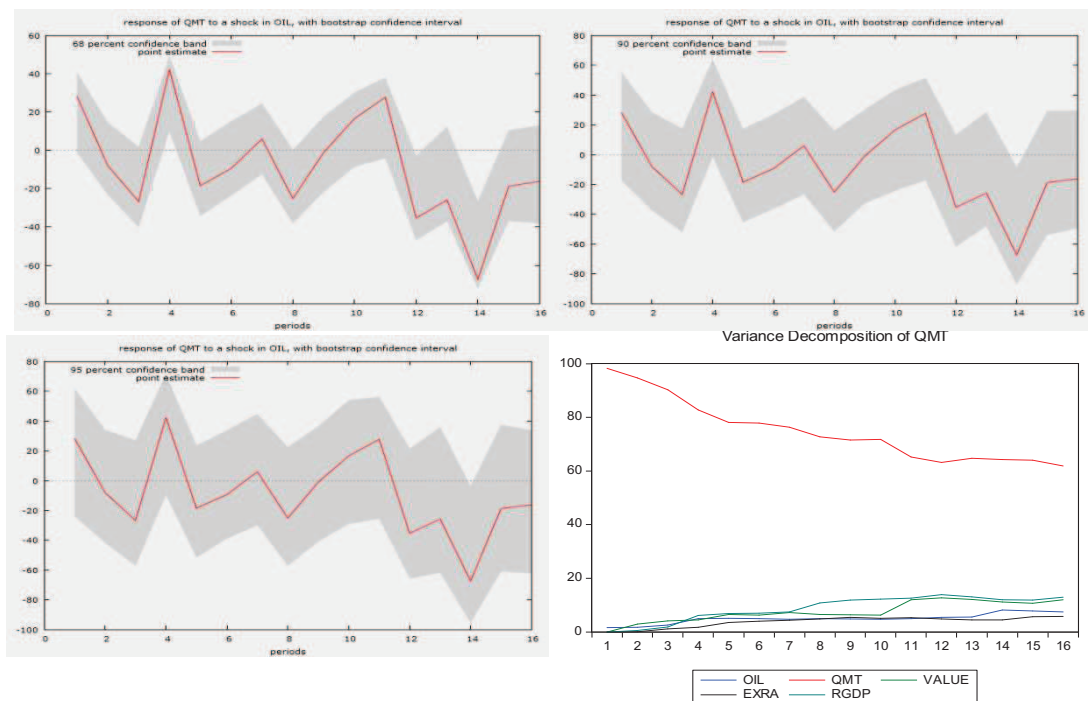 response of QMT to a shock in OIL, with bootstrap confidence interval
60
68 percent confidence band
point estimate
40
20
0
-20
-40
-60
-80
0 2 4 6 8 10 12 14 16
periods
response of QMT to a shock in OIL, with bootstrap confidence interval
80
90 percent confidence band
point estimate
60
40
20
0
-20
-40
-60
-80
-100
0 2 4 6 8 10 12 14 16
periods
response of QMT to a shock in OIL, with bootstrap confidence interval
80
95 percent confidence band
point estimate
60
40
20
0
-20
-40
-60
-80
-100
0 2 4 6 8 10 12 14 16
periods
Variance Decomposition of QMT
100
80
60
40
20
0
1 2 3 4 5 6 7 8 9 10 11 12 13 14 15 16
OIL QMT VALUE
EXRA RGDP